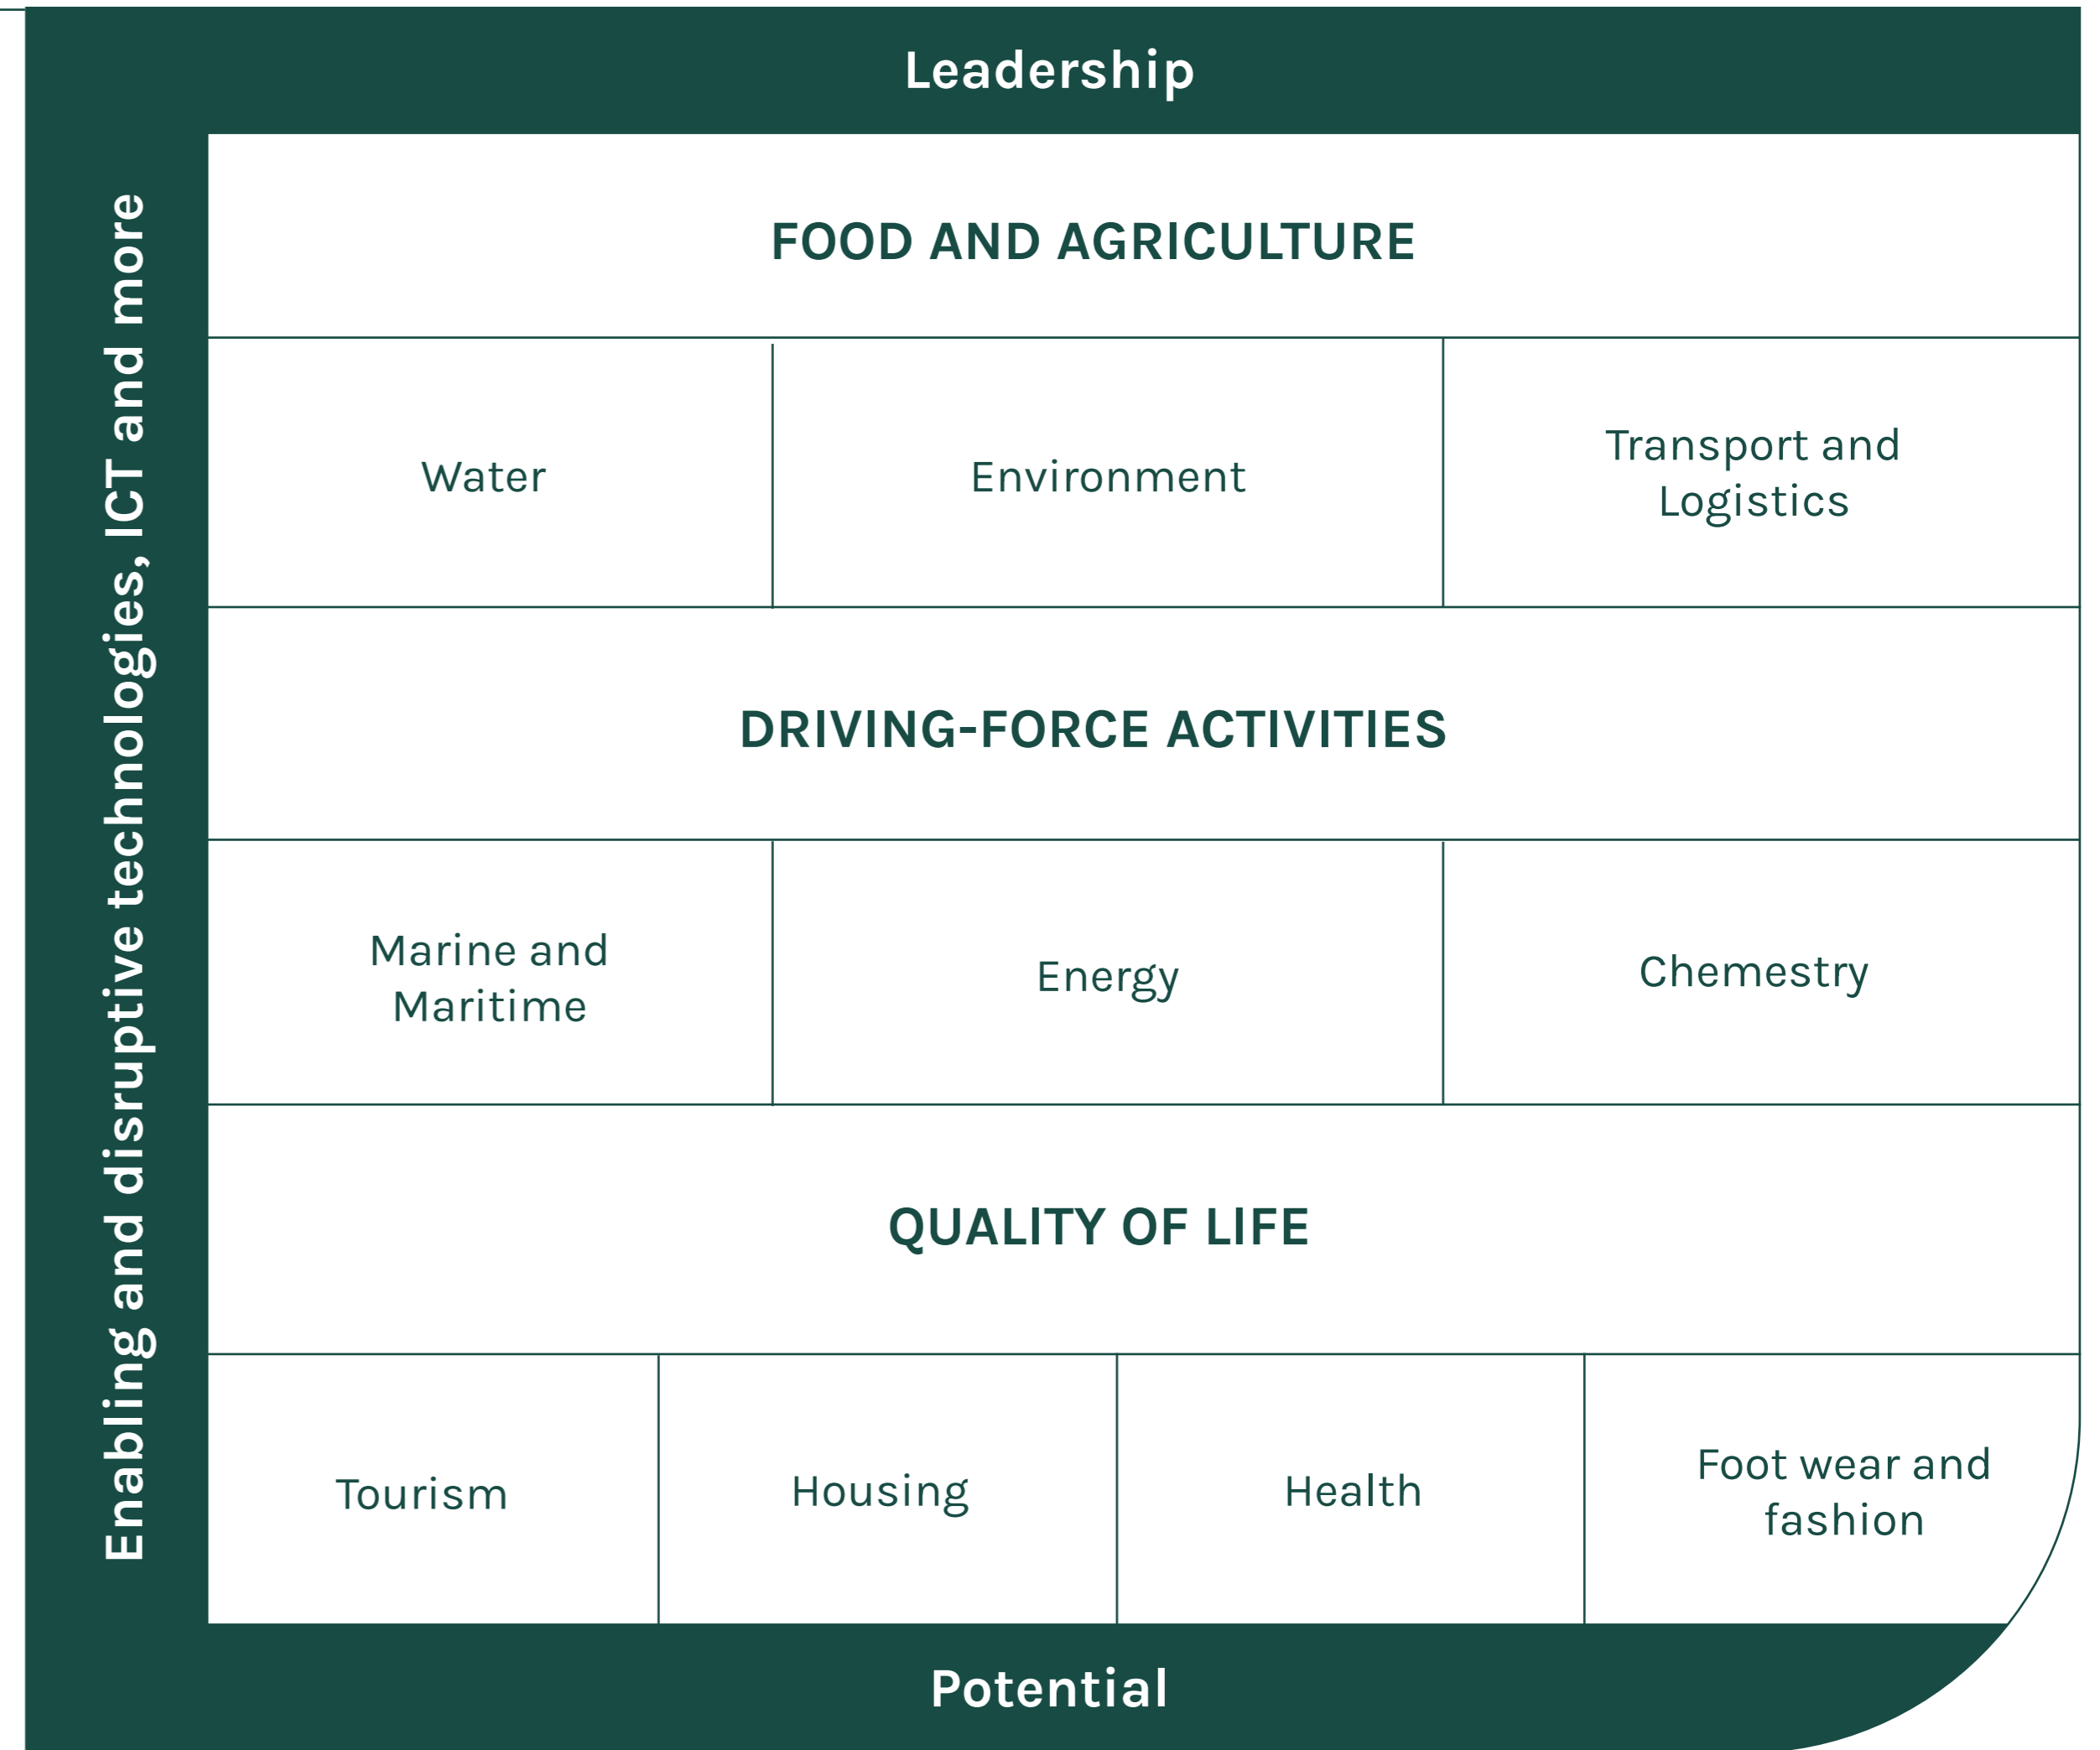 Leadership
Enabling and disruptive technologies, ICT and more
FOOD AND AGRICULTURE
Water
Environment
Transport and
Logistics
DRIVING-FORCE ACTIVITIES
Marine and
Maritime
Energy
Chemestry
QUALITY OF LIFE
Tourism
Housing
Health
Foot wear and
fashion
Potential